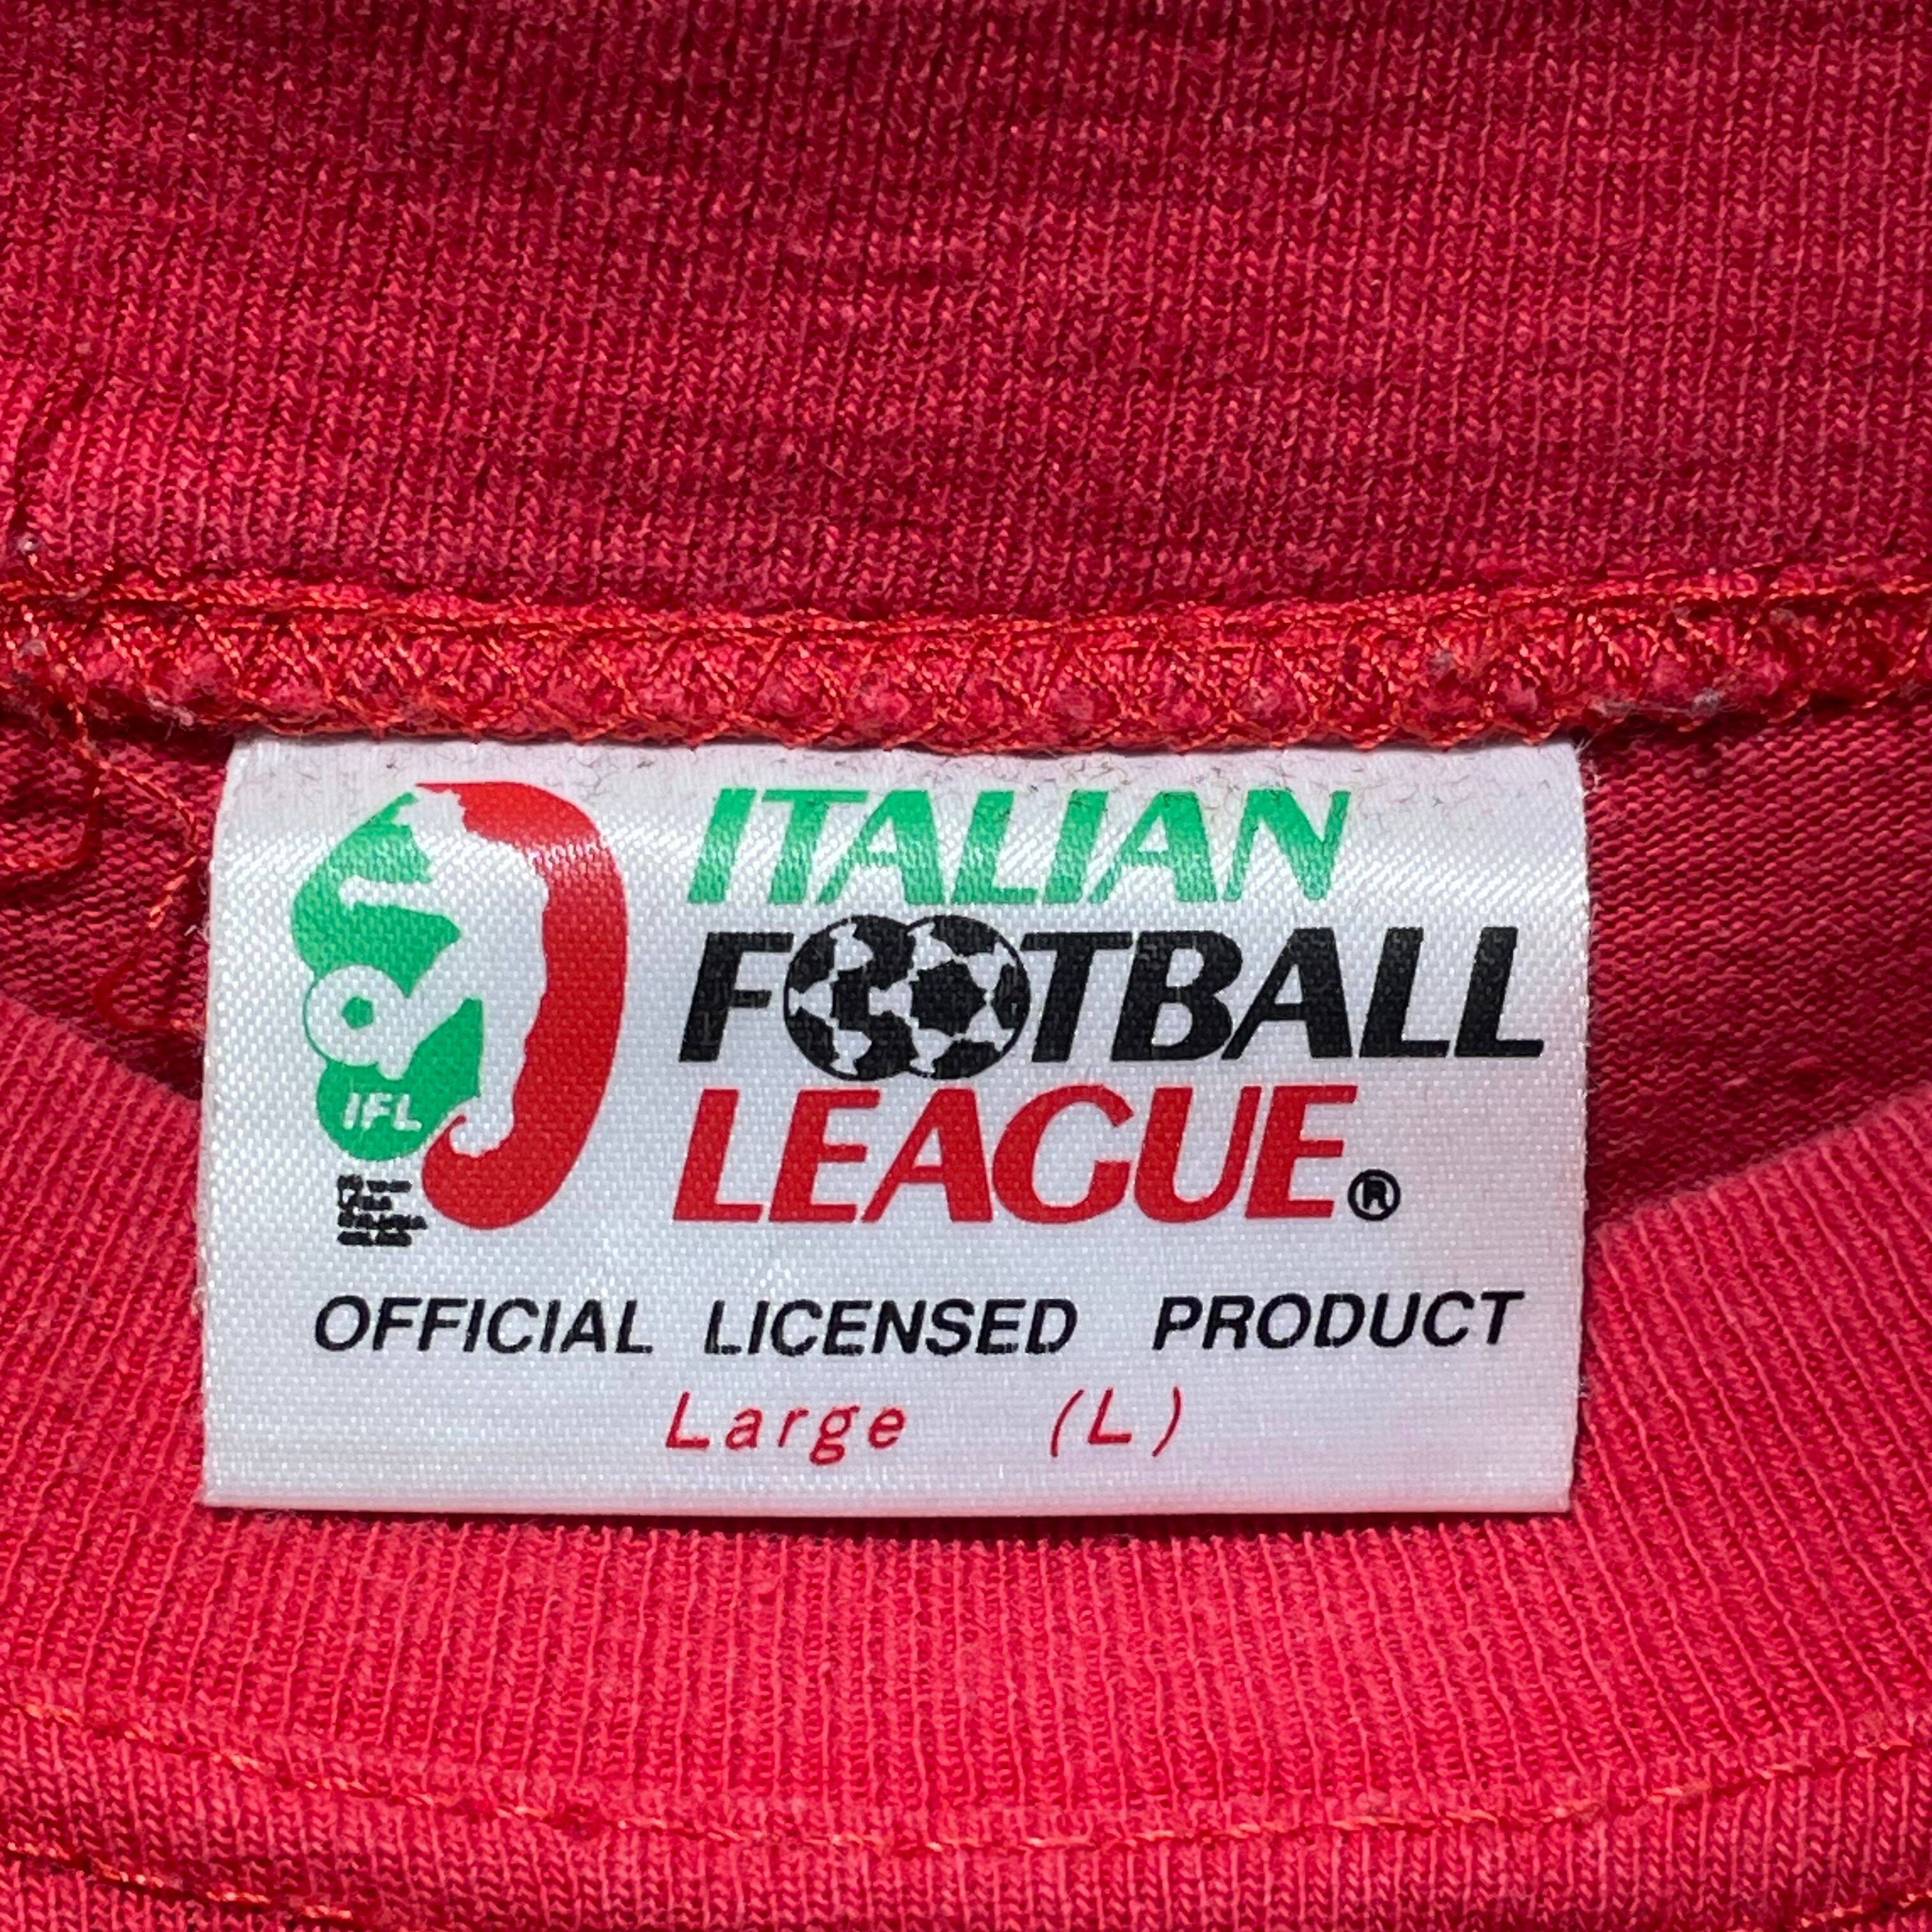 ITALIAN
FOOTBALL
LEAGUE®
IFL
OFFICIAL LICENSED PRODUCT
Large (L)